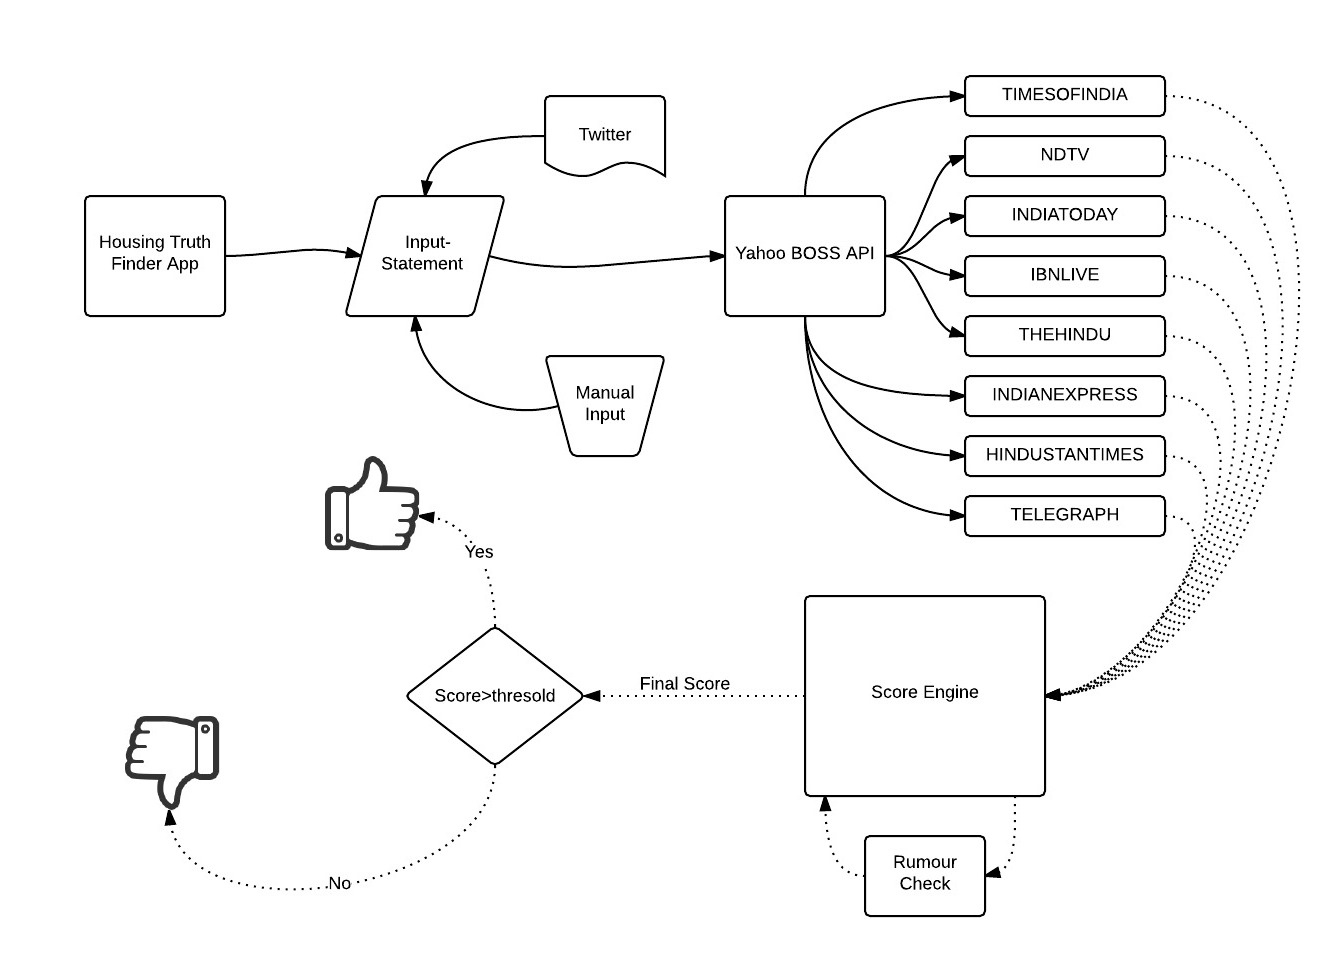 Housing Truth
Finder App
Input-
Statement
Twitter
Manual
Input
Yahoo BOSS API
TIMESOFINDIA
NDTV
INDIATODAY
IBNLIVE
THEHINDU
INDIANEXPRESS
HINDUSTANTIMES
TELEGRAPH
Score Engine
Rumour
Check
Final Score
Score>thresold
Yes
No